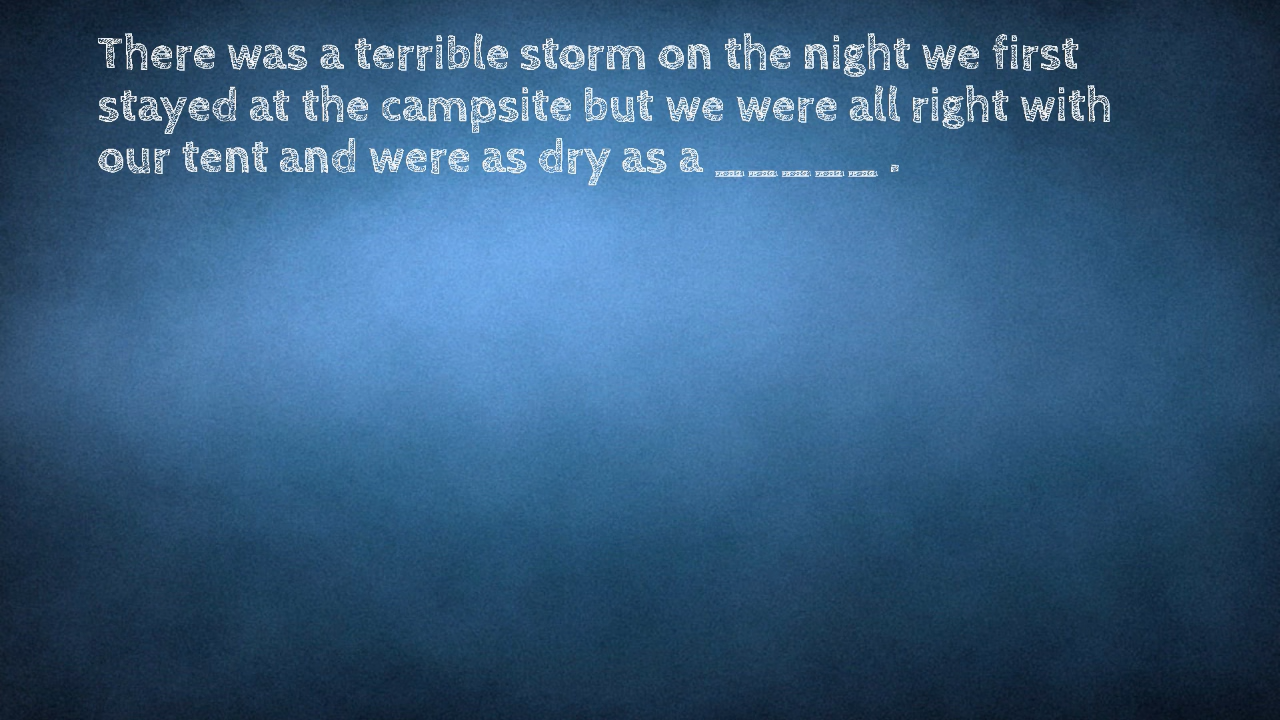 There was a terrible storm on the night we first
stayed at the campsite but we were all right with
our tent and were as dry as a _ _ _ _ _ .